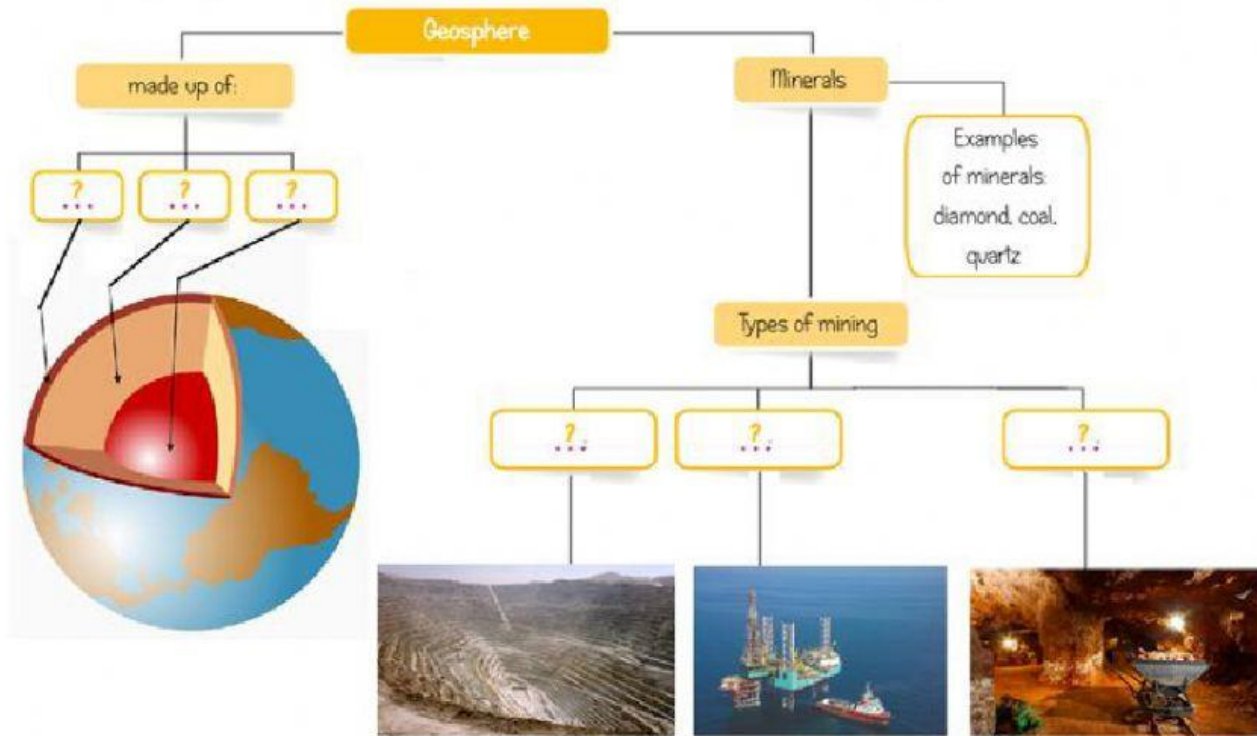 Geosphere
made up of:
Minerals
?
...
?
...
?
...
Examples
of minerals:
diamond, coal,
quartz
Types of mining
?
...
?
...
?
...